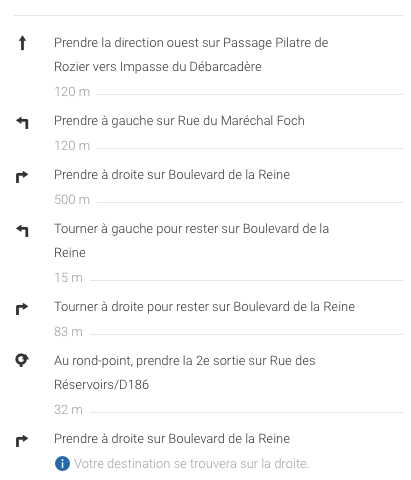 Prendre la direction ouest sur Passage Pilatre de
Rozier vers Impasse du Débarcadère
120 m
Prendre à gauche sur Rue du Maréchal Foch
120 m
Prendre à droite sur Boulevard de la Reine
500 m
Tourner à gauche pour rester sur Boulevard de la
Reine
15 m
Tourner à droite pour rester sur Boulevard de la Reine
83 m
Au rond-point, prendre la 2e sortie sur Rue des
Réservoirs/D186
32 m
Prendre à droite sur Boulevard de la Reine
Votre destination se trouvera sur la droite.